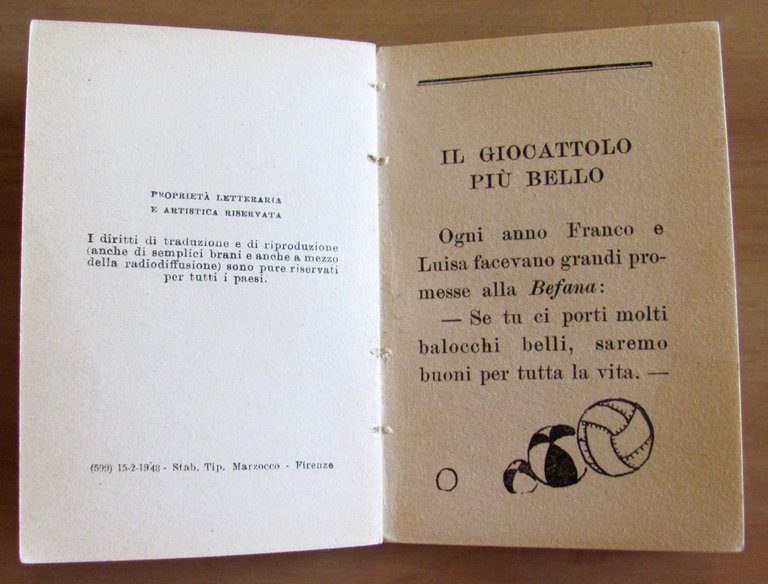 PROPRIETÀ LETTERARIA
E ARTISTICA RISERVATA
I diritti di traduzione e di riproduzione
(anche di semplici brani e anche a mezzo
della radiodiffusione) sono pure riservati
per tutti i paesi.
(599) 15-2-1943 - Stab. Tip. Marzocco - Firenze
IL GIOCATTOLO
PIÙ BELLO
Ogni anno Franco e
Luisa facevano grandi pro-
messe alla Befana:
— Se tu ci porti molti
balocchi belli, saremo
buoni per tutta la vita. —